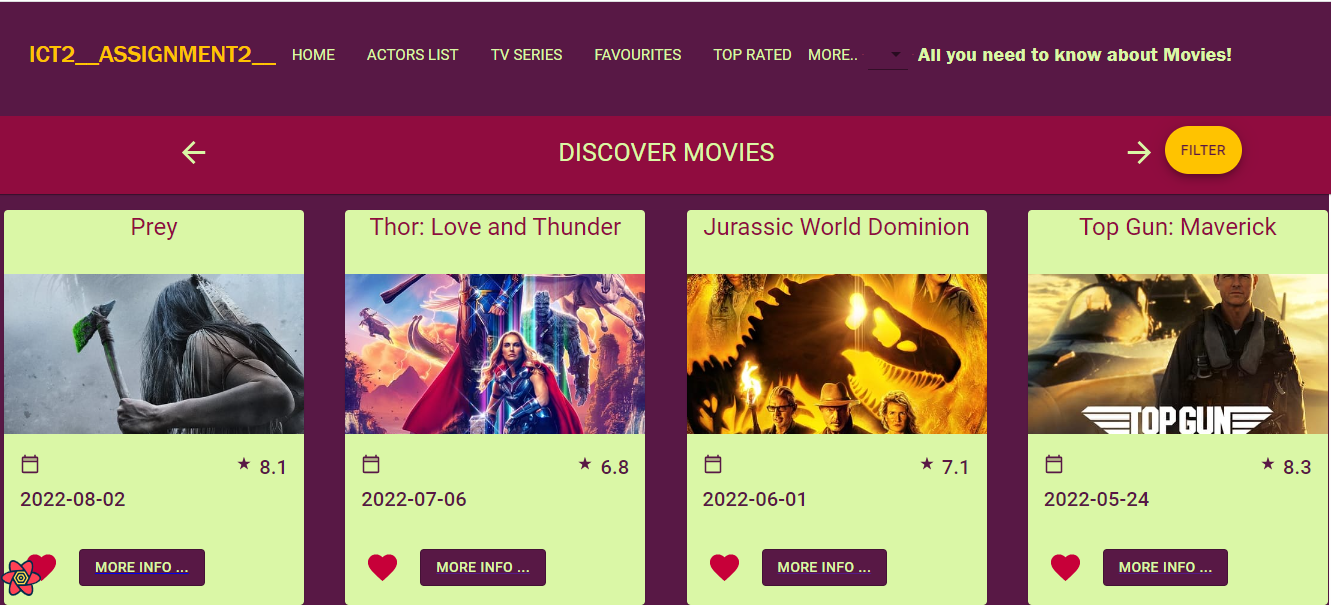 ICT2__ASSIGNMENT2__ HOME ACTORS LIST TV SERIES FAVOURITES TOP RATED MORE.. All you need to know about Movies!
DISCOVER MOVIES FILTER
Prey Thor: Love and Thunder Jurassic World Dominion Top Gun: Maverick
TOP GUN
8.1 6.8 7.1 8.3
2022-08-02 2022-07-06 2022-06-01 2022-05-24
MORE INFO ... MORE INFO ... MORE INFO ... MORE INFO ...